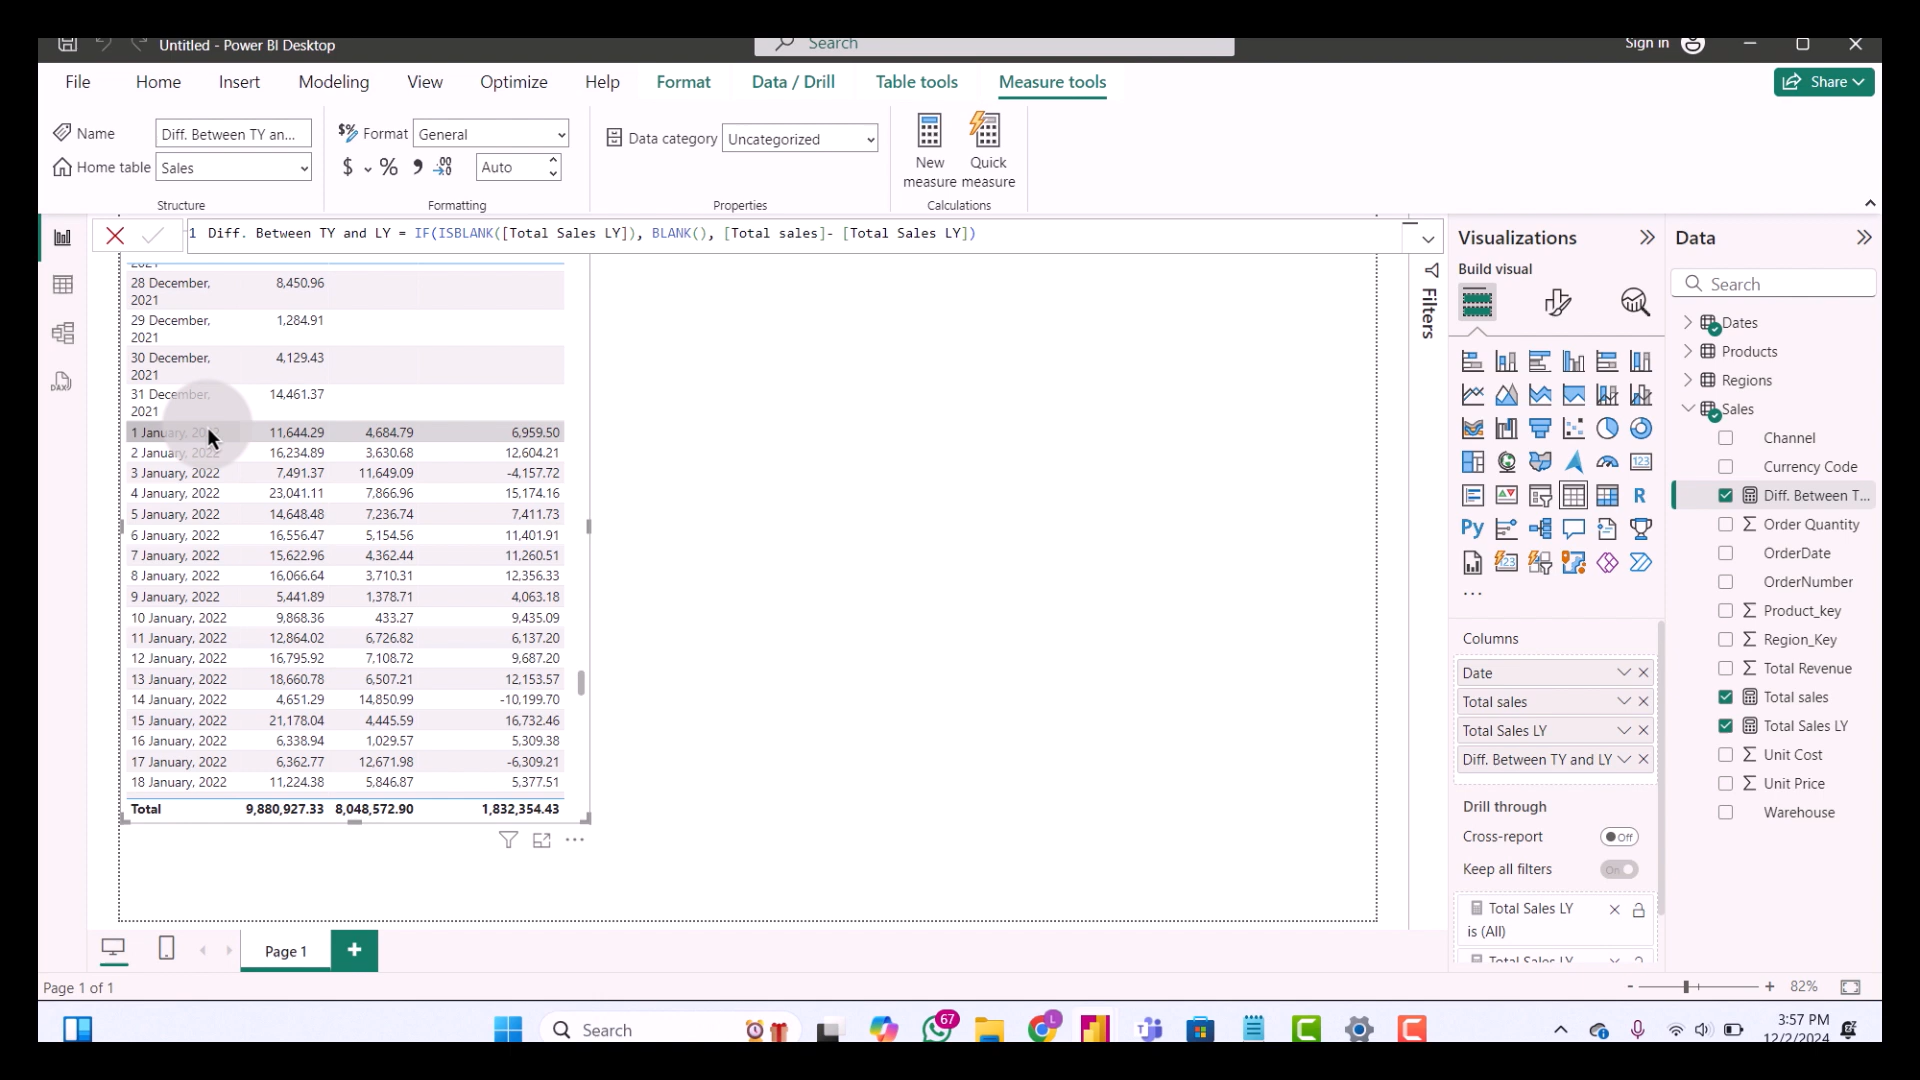 Untitled - Power BI Desktop
Search
Sign in
File
Home
Insert
Modeling
View
Optimize
Help
Format
Data / Drill
Table tools
Measure tools
Share
Name
Diff. Between TY an...
Format
General
Data category
Uncategorized
Home table
Sales
$ % 9 .00
Auto
New measure
Quick measure
Structure
Formatting
Properties
Calculations
1 Diff. Between TY and LY = IF(ISBLANK([Total Sales LY]), BLANK(), [Total sales]- [Total Sales LY])
2021
28 December, 8,450.96
2021
29 December, 1,284.91
2021
30 December, 4,129.43
2021
31 December, 14,461.37
2021
1 January, 2022 11,644.29 4,684.79 6,959.50
2 January, 2022 16,234.89 3,630.68 12,604.21
3 January, 2022 7,491.37 11,649.09 -4,157.72
4 January, 2022 23,041.11 7,866.96 15,174.16
5 January, 2022 14,648.48 7,236.74 7,411.73
6 January, 2022 16,556.47 5,154.56 11,401.91
7 January, 2022 15,622.96 4,362.44 11,260.51
8 January, 2022 16,066.64 3,710.31 12,356.33
9 January, 2022 5,441.89 1,378.71 4,063.18
10 January, 2022 9,868.36 433.27 9,435.09
11 January, 2022 12,864.02 6,726.82 6,137.20
12 January, 2022 16,795.92 7,108.72 9,687.20
13 January, 2022 18,660.78 6,507.21 12,153.57
14 January, 2022 4,651.29 14,850.99 -10,199.70
15 January, 2022 21,178.04 4,445.59 16,732.46
16 January, 2022 6,338.94 1,029.57 5,309.38
17 January, 2022 6,362.77 12,671.98 -6,309.21
18 January, 2022 11,224.38 5,846.87 5,377.51
Total 9,880,927.33 8,048,572.90 1,832,354.43
Filters
Visualizations
Build visual
123
R
Py
123
...
Columns
Date
Total sales
Total Sales LY
Diff. Between TY and LY
Drill through
Cross-report
Off
Keep all filters
On
Total Sales LY
is (All)
Total Sales LY
Data
Search
Dates
Products
Regions
Sales
Channel
Currency Code
Diff. Between T...
Order Quantity
OrderDate
OrderNumber
Product_key
Region_Key
Total Revenue
Total sales
Total Sales LY
Unit Cost
Unit Price
Warehouse
DAX
Page 1
+
Page 1 of 1
- + 82%
Search
67
L
3:57 PM
12/2/2024